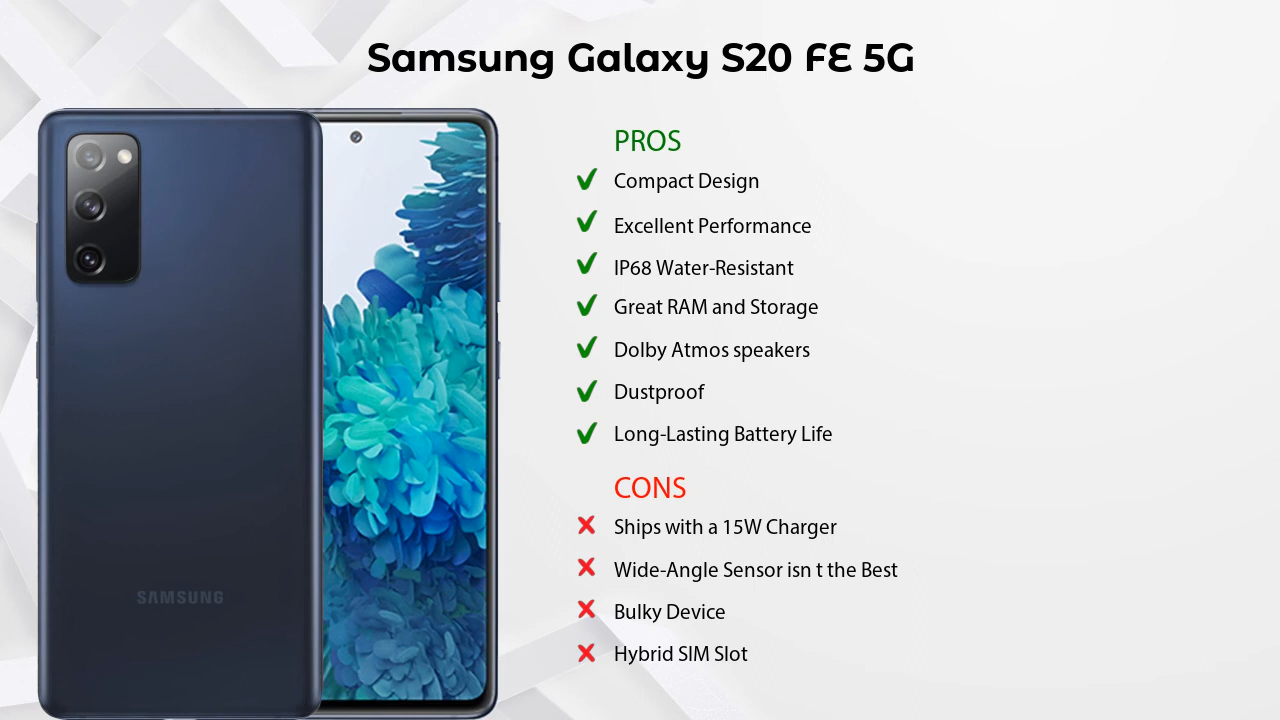 Samsung Galaxy S20 FE 5G
PROS
Compact Design
Excellent Performance
IP68 Water-Resistant
Great RAM and Storage
Dolby Atmos speakers
Dustproof
Long-Lasting Battery Life
CONS
Ships with a 15W Charger
Wide-Angle Sensor isn t the Best
Bulky Device
Hybrid SIM Slot
SAMSUNG